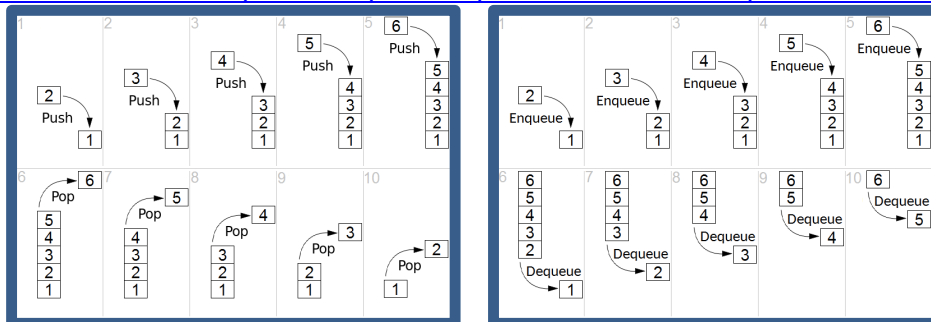 1 2 3 4 5
2 Push 1
3 Push 2 1
4 Push 3 2 1
5 Push 4 3 2 1
6 Push 5 4 3 2 1
6 7 8 9 10
6 Pop 5 4 3 2 1
5 Pop 4 3 2 1
4 Pop 3 2 1
3 Pop 2 1
2 Pop 1
1 2 3 4 5
2 Enqueue 1
3 Enqueue 2 1
4 Enqueue 3 2 1
5 Enqueue 4 3 2 1
6 Enqueue 5 4 3 2 1
6 7 8 9 10
6 5 4 3 2 Dequeue 1
6 5 4 3 Dequeue 2
6 5 4 Dequeue 3
6 5 Dequeue 4
6 Dequeue 5